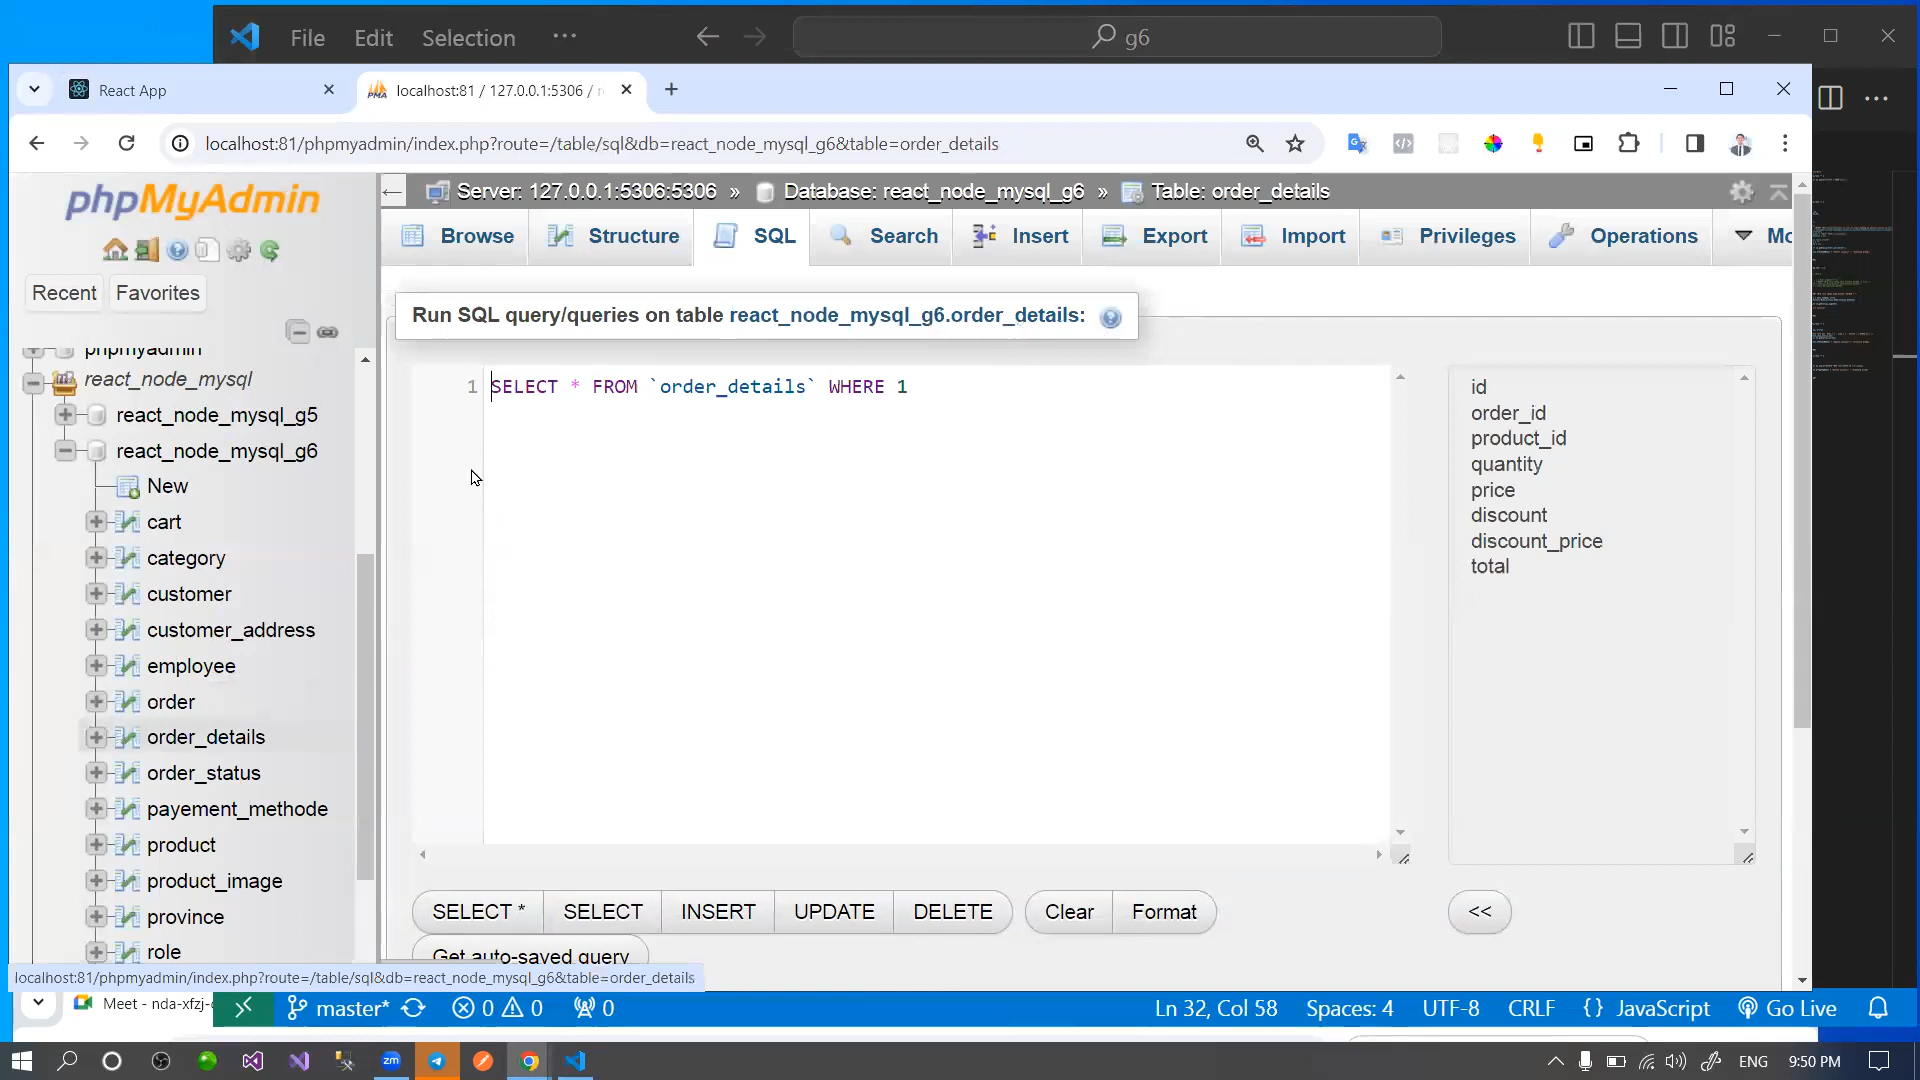 File Edit Selection ... g6
React App
localhost:81 / 127.0.0.1:5306 /
localhost:81/phpmyadmin/index.php?route=/table/sql&db=react_node_mysql_g6&table=order_details
phpMyAdmin
Recent Favorites
phpmyadmin
react_node_mysql
react_node_mysql_g5
react_node_mysql_g6
New
cart
category
customer
customer_address
employee
order
order_details
order_status
payement_methode
product
product_image
province
role
Server: 127.0.0.1:5306:5306 » Database: react_node_mysql_g6 » Table: order_details
Browse Structure SQL Search Insert Export Import Privileges Operations Mo
Run SQL query/queries on table react_node_mysql_g6.order_details:
1 SELECT * FROM `order_details` WHERE 1
id
order_id
product_id
quantity
price
discount
discount_price
total
SELECT * SELECT INSERT UPDATE DELETE Clear Format <<
Get auto-saved query
localhost:81/phpmyadmin/index.php?route=/table/sql&db=react_node_mysql_g6&table=order_details
Meet - nda-xfzj-
master* 0 0 0 Ln 32, Col 58 Spaces: 4 UTF-8 CRLF {} JavaScript Go Live
zm ENG 9:50 PM